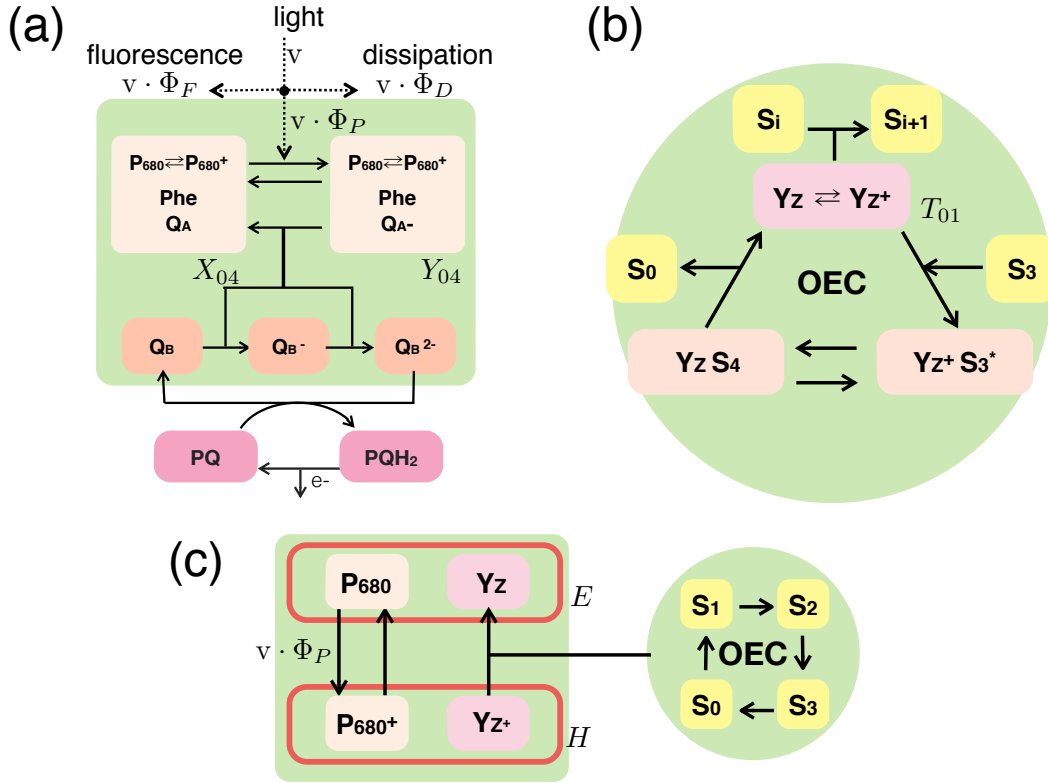 (a)
light
fluorescence
v
dissipation
v · Φ_F
v · Φ_D
v · Φ_P
P680⇌P680+
Phe
QA
X04
P680⇌P680+
Phe
QA-
Y04
QB
QB -
QB 2-
PQ
PQH2
e-
(b)
Si
Si+1
Yz ⇌ Yz+
T01
S0
OEC
S3
Yz S4
Yz+ S3*
(c)
P680
Yz
E
v · Φ_P
P680+
Yz+
H
S1
S2
OEC
S0
S3